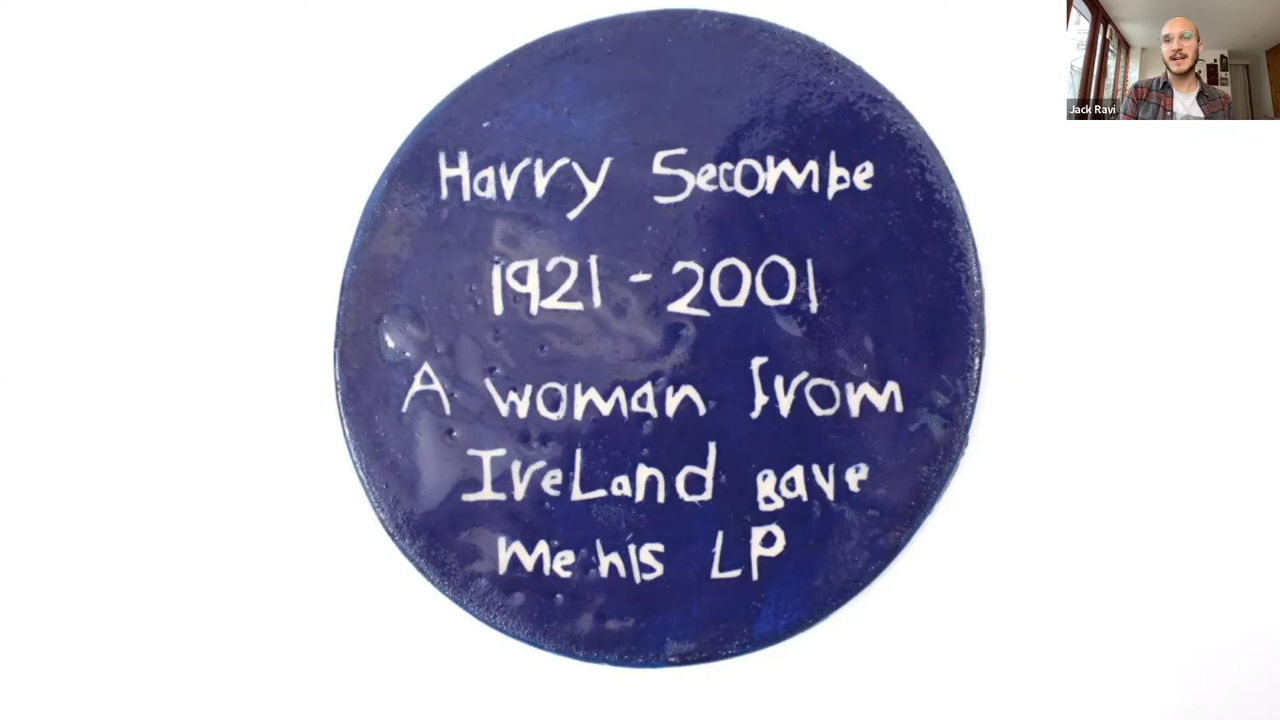 Harry Secombe
1921 - 2001
A woman from
IreLand gave
me his LP
Jack Ravi